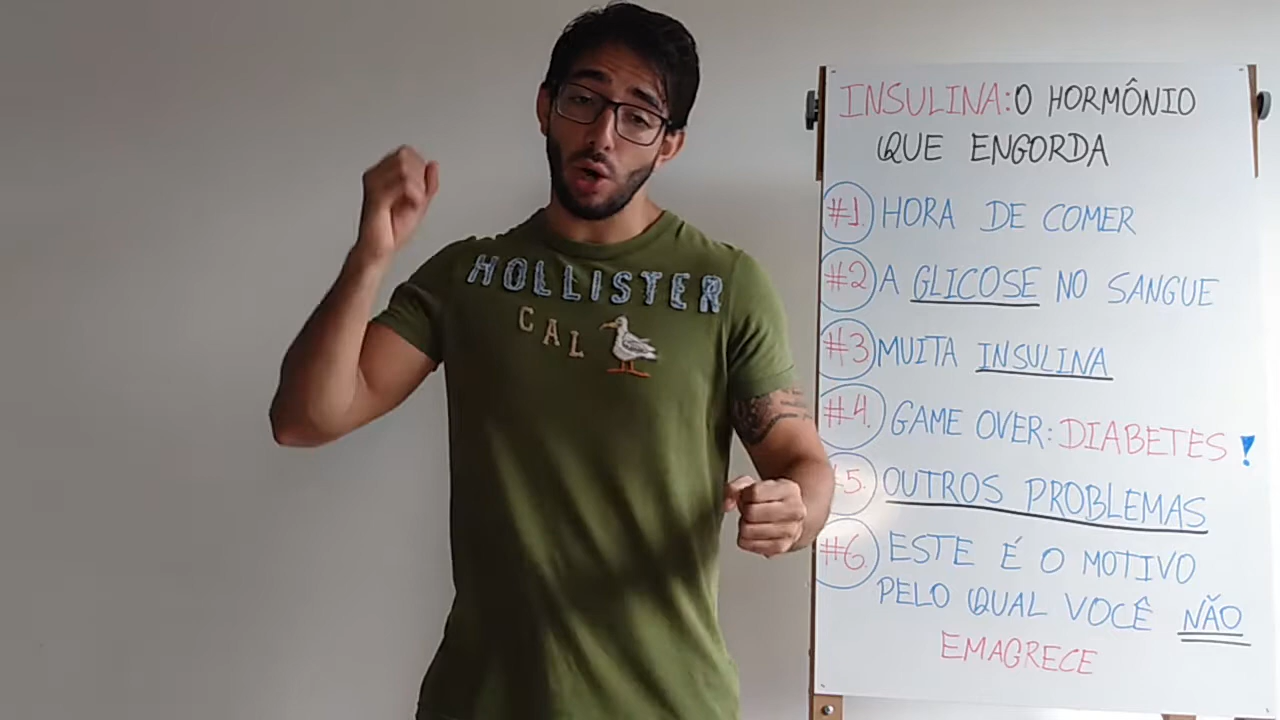 HOLLISTER
CAL
INSULINA: O HORMÔNIO
QUE ENGORDA
#1. HORA DE COMER
#2 A GLICOSE NO SANGUE
#3 MUITA INSULINA
#4. GAME OVER: DIABETES!
#5. OUTROS PROBLEMAS
#6. ESTE É O MOTIVO
PELO QUAL VOCÊ NÃO
EMAGRECE